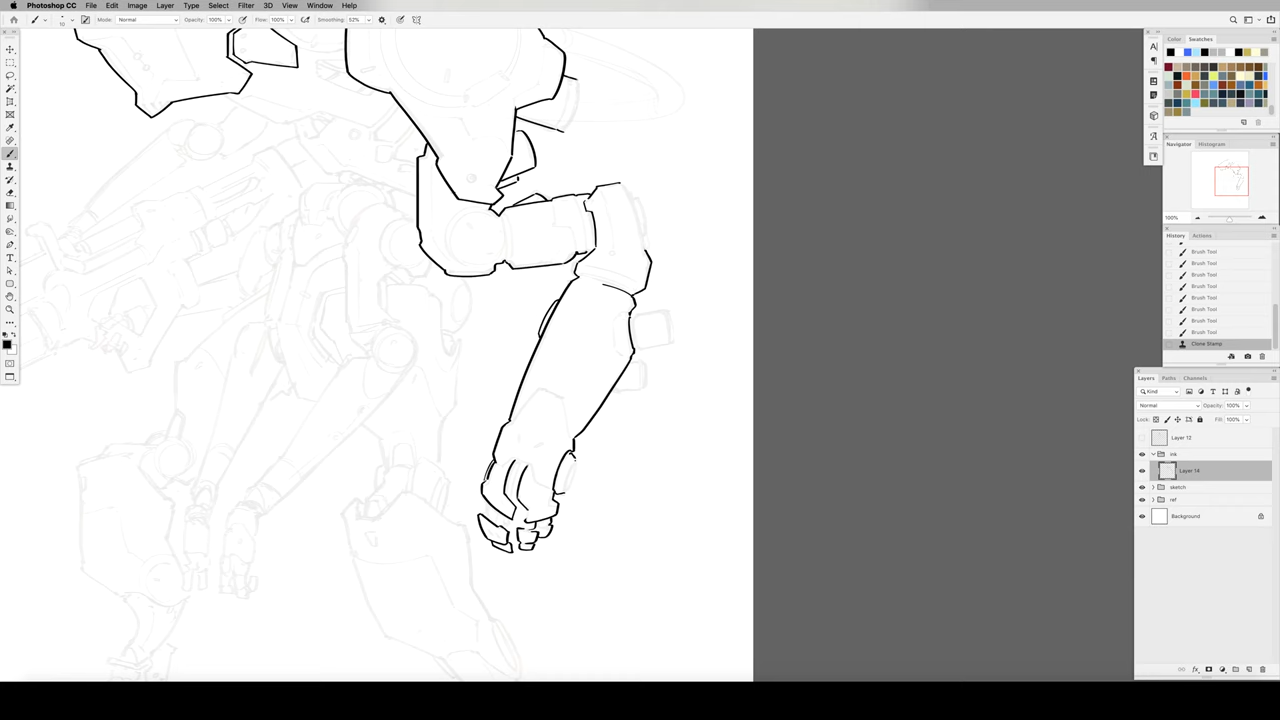 Photoshop CC File Edit Image Layer Type Select Filter 3D View Window Help
10 Mode: Normal Opacity: 100% Flow: 100% Smoothing: 52%
Color Swatches
Navigator Histogram
100%
History Actions
Brush Tool
Brush Tool
Brush Tool
Brush Tool
Brush Tool
Brush Tool
Brush Tool
Brush Tool
Clone Stamp
Layers Paths Channels
Kind
Normal Opacity: 100%
Lock: Fill: 100%
Layer 12
ink
Layer 14
sketch
ref
Background